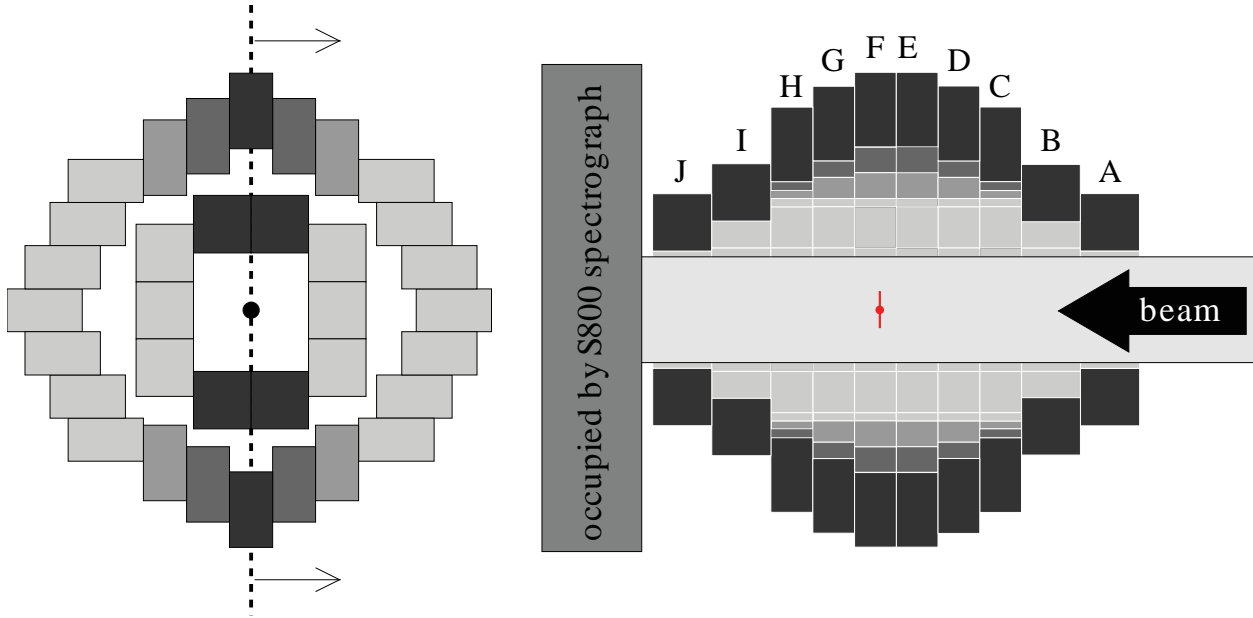 F E
G D
H C
I B
J A
occupied by S800 spectrograph
beam